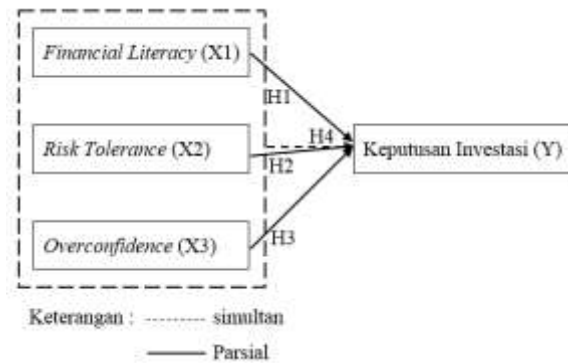 Financial Literacy (X1)
H1
H4
Risk Tolerance (X2)
Keputusan Investasi (Y)
H2
H3
Overconfidence (X3)
Keterangan : simultan
Parsial